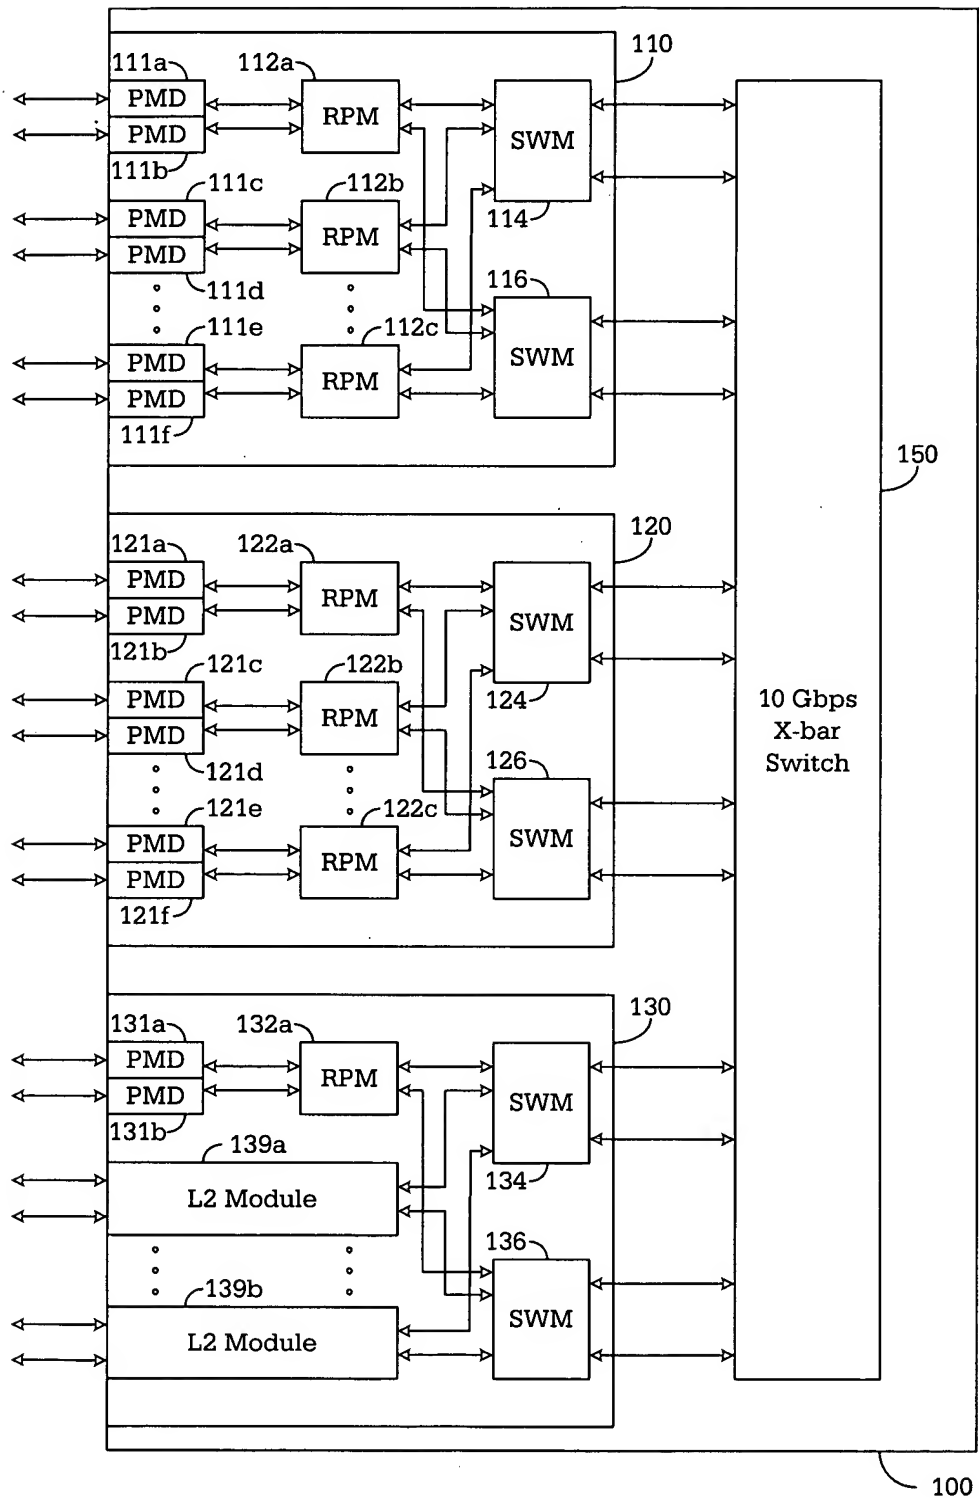 110
111a
112a
PMD
RPM
SWM
PMD
111b
111c
112b
114
PMD
RPM
PMD
116
111d
111e
112c
PMD
RPM
SWM
PMD
111f
150
120
121a
122a
PMD
RPM
SWM
PMD
121b
121c
122b
124
PMD
RPM
PMD
10 Gbps
X-bar
Switch
126
121d
121e
122c
PMD
RPM
SWM
PMD
121f
130
131a
132a
PMD
RPM
SWM
PMD
131b
139a
134
L2 Module
136
139b
L2 Module
SWM
100